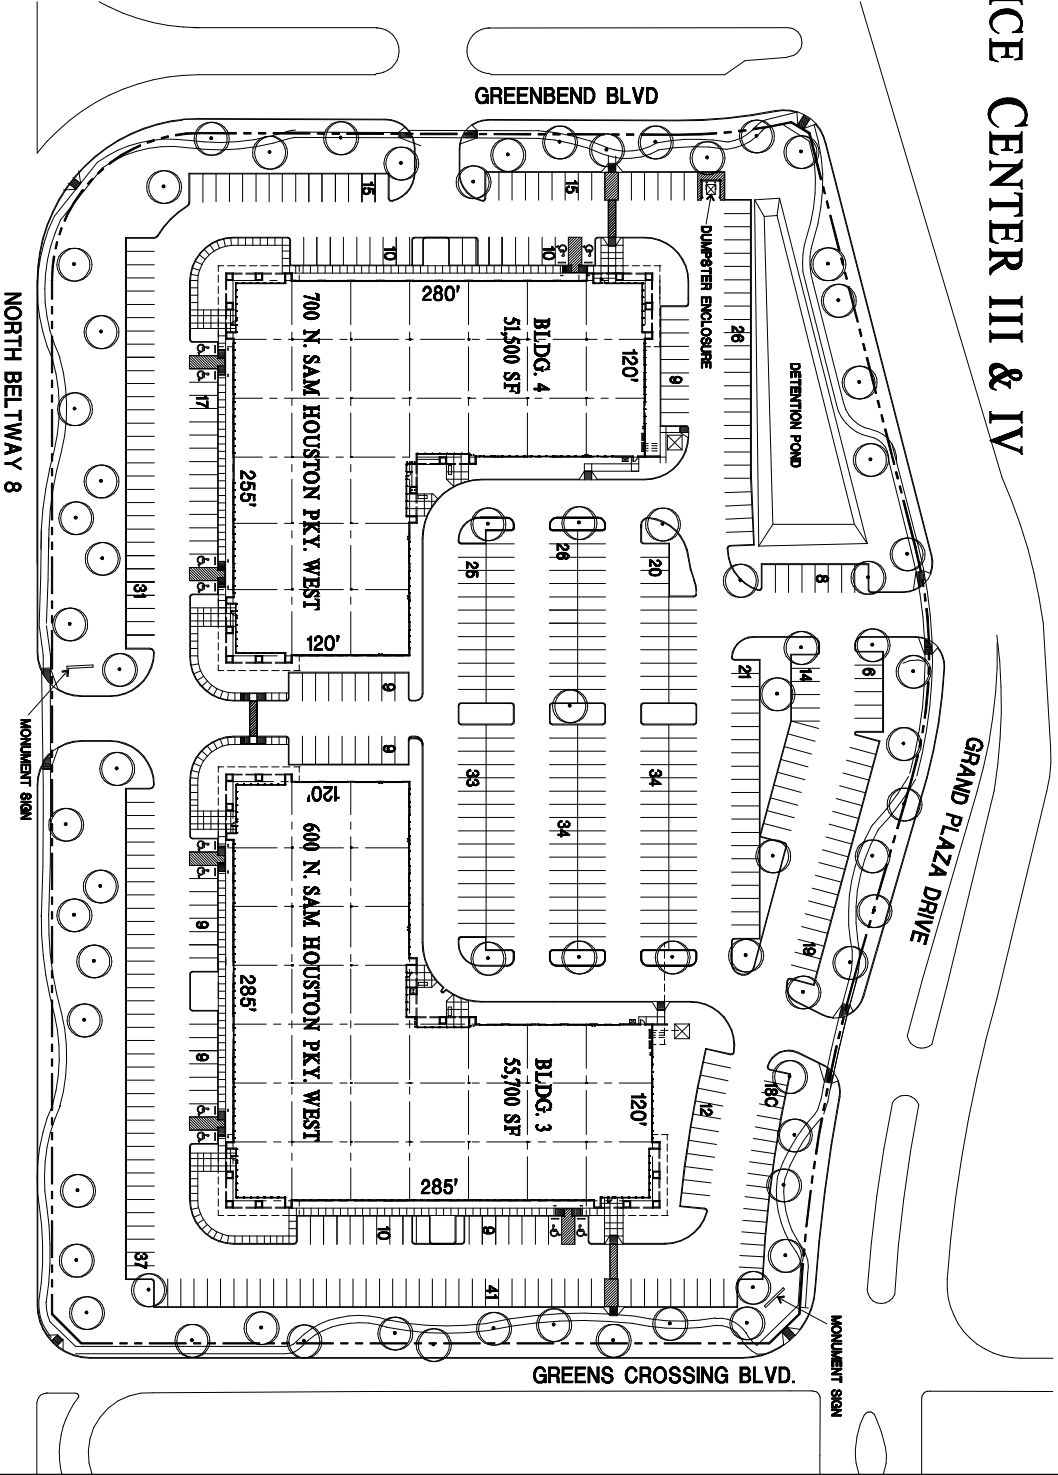 ICE CENTER III & IV
GREENBEND BLVD
15
15
10
10
DUMPSTER ENCLOSURE
26
DETENTION POND
280'
BLDG. 4
51,500 SF
120'
9
700 N. SAM HOUSTON PKY. WEST
17
255'
120'
31
NORTH BELTWAY 8
MONUMENT SIGN
25
26
20
8
9
21
14
6
9
33
34
34
GRAND PLAZA DRIVE
19
120'
600 N. SAM HOUSTON PKY. WEST
9
285'
9
BLDG. 3
55,700 SF
120'
12
18C
285'
10
9
37
41
MONUMENT SIGN
GREENS CROSSING BLVD.